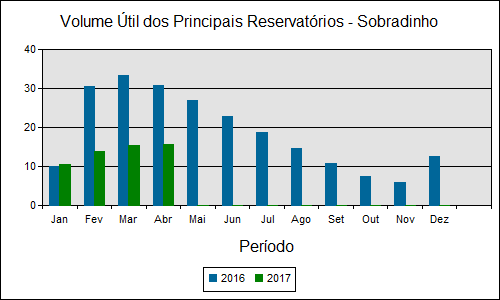 Volume Útil dos Principais Reservatórios - Sobradinho
40
30
20
10
0
Jan Fev Mar Abr Mai Jun Jul Ago Set Out Nov Dez
Período
2016 2017